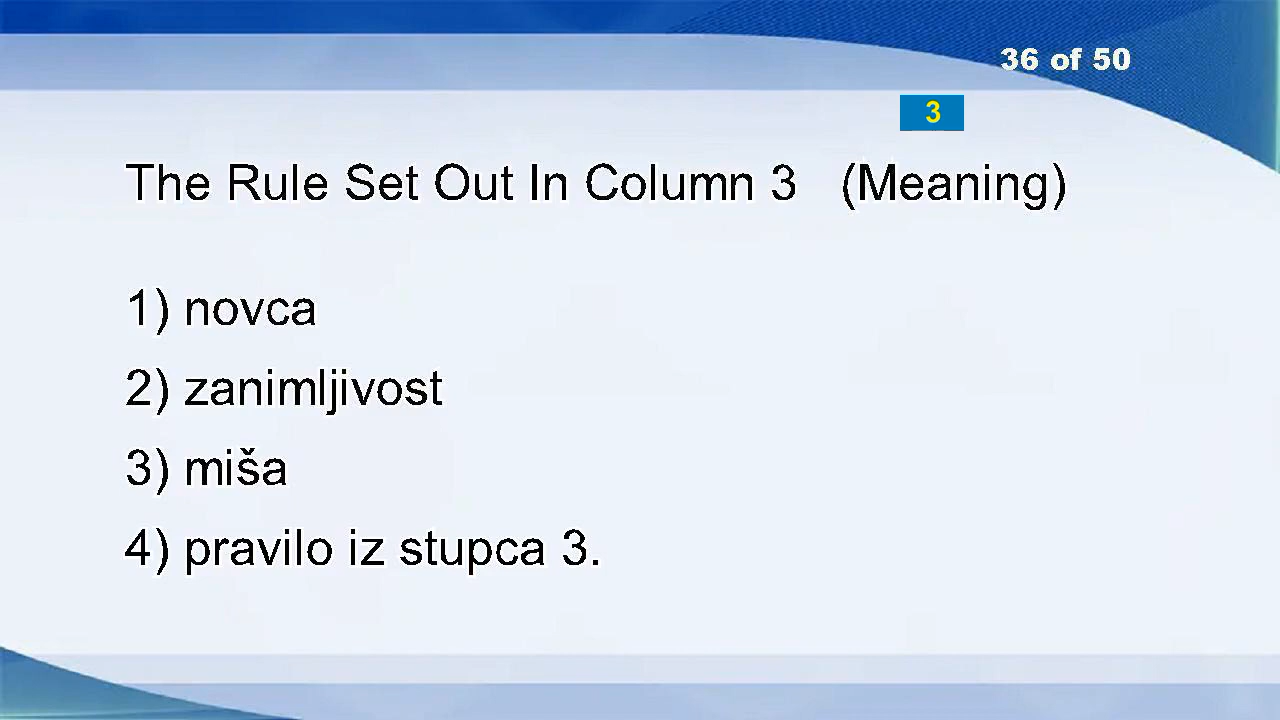 36 of 50
3
The Rule Set Out In Column 3 (Meaning)
1) novca
2) zanimljivost
3) miša
4) pravilo iz stupca 3.